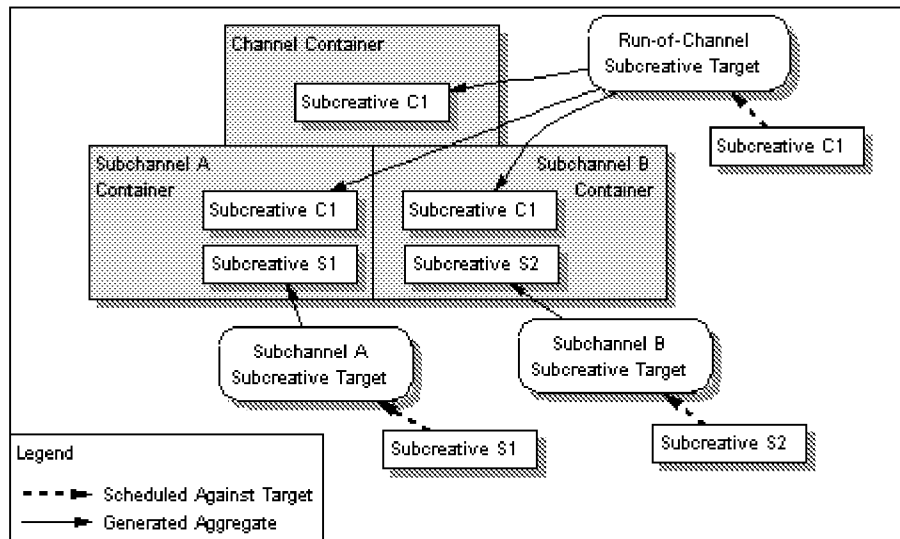 Channel Container
Subcreative C1
Run-of-Channel
Subcreative Target
Subcreative C1
Subchannel A
Container
Subcreative C1
Subcreative S1
Subchannel B
Container
Subcreative C1
Subcreative S2
Subchannel A
Subcreative Target
Subcreative S1
Subchannel B
Subcreative Target
Subcreative S2
Legend
Scheduled Against Target
Generated Aggregate